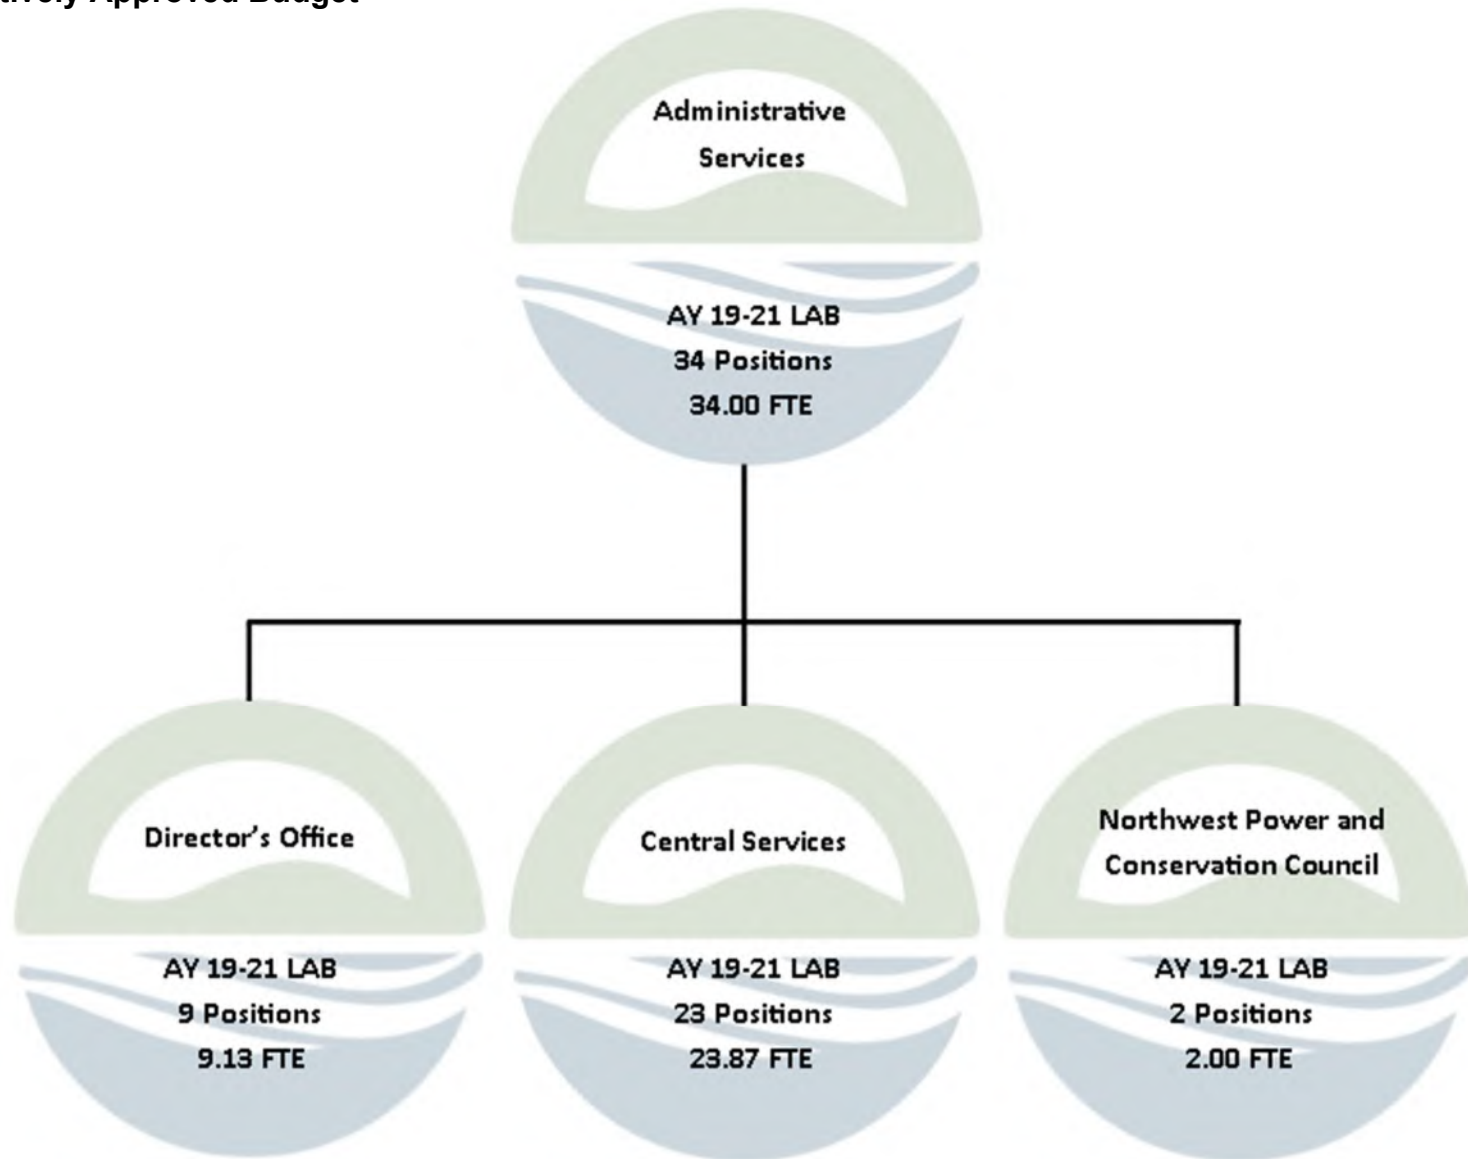 tively Approved Budget
Administrative
Services
AY 19-21 LAB
34 Positions
34.00 FTE
Director's Office
AY 19-21 LAB
9 Positions
9.13 FTE
Central Services
AY 19-21 LAB
23 Positions
23.87 FTE
Northwest Power and
Conservation Council
AY 19-21 LAB
2 Positions
2.00 FTE